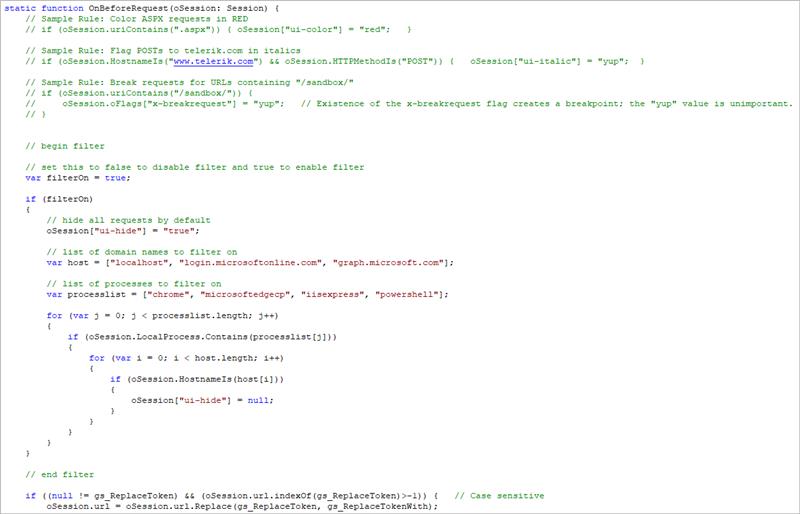 static function OnBeforeRequest(oSession: Session) {
// Sample Rule: Color ASPX requests in RED
// if (oSession.uriContains(".aspx")) { oSession["ui-color"] = "red"; }
// Sample Rule: Flag POSTs to telerik.com in italics
// if (oSession.HostnameIs("www.telerik.com") && oSession.HTTPMethodIs("POST")) { oSession["ui-italic"] = "yup"; }
// Sample Rule: Break requests for URLs containing "/sandbox/"
// if (oSession.uriContains("/sandbox/")) {
// oSession.oFlags["x-breakrequest"] = "yup"; // Existence of the x-breakrequest flag creates a breakpoint; the "yup" value is unimportant.
// }
// begin filter
// set this to false to disable filter and true to enable filter
var filterOn = true;
if (filterOn)
{
// hide all requests by default
oSession["ui-hide"] = "true";
// list of domain names to filter on
var host = ["localhost", "login.microsoftonline.com", "graph.microsoft.com"];
// list of processes to filter on
var processlist = ["chrome", "microsoftedgecp", "iisexpress", "powershell"];
for (var j = 0; j < processlist.length; j++)
{
if (oSession.LocalProcess.Contains(processlist[j]))
{
for (var i = 0; i < host.length; i++)
{
if (oSession.HostnameIs(host[i]))
{
oSession["ui-hide"] = null;
}
}
}
}
}
// end filter
if ((null != gs_ReplaceToken) && (oSession.url.indexOf(gs_ReplaceToken)>-1)) { // Case sensitive
oSession.url = oSession.url.Replace(gs_ReplaceToken, gs_ReplaceTokenWith);